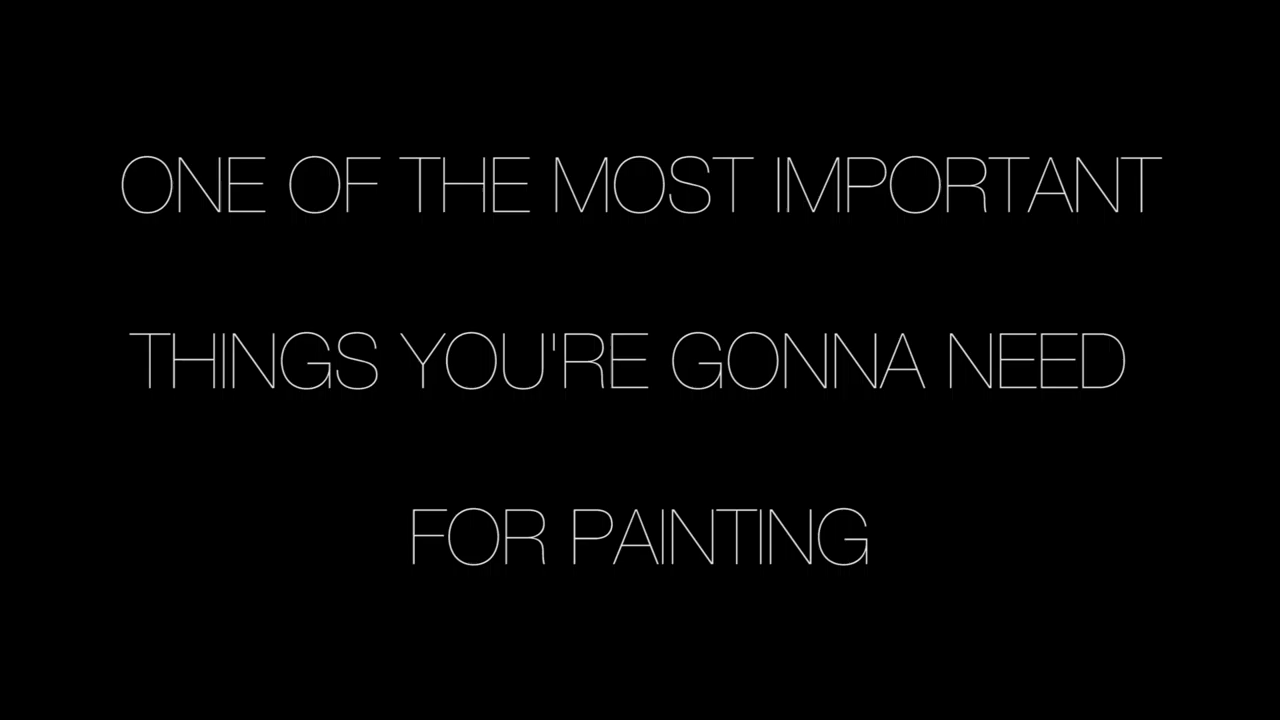 ONE OF THE MOST IMPORTANT
THINGS YOU'RE GONNA NEED
FOR PAINTING